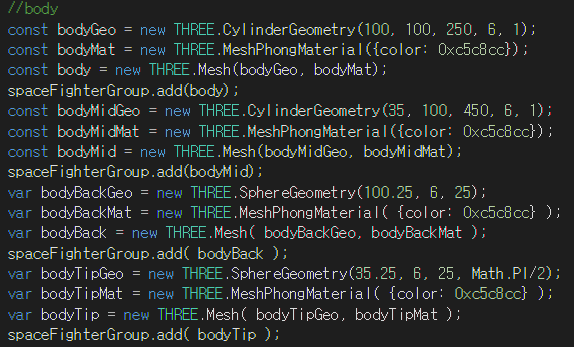 //body
const bodyGeo = new THREE.CylinderGeometry(100, 100, 250, 6, 1);
const bodyMat = new THREE.MeshPhongMaterial({color: 0xc5c8cc});
const body = new THREE.Mesh(bodyGeo, bodyMat);
spaceFighterGroup.add(body);
const bodyMidGeo = new THREE.CylinderGeometry(35, 100, 450, 6, 1);
const bodyMidMat = new THREE.MeshPhongMaterial({color: 0xc5c8cc});
const bodyMid = new THREE.Mesh(bodyMidGeo, bodyMidMat);
spaceFighterGroup.add(bodyMid);
var bodyBackGeo = new THREE.SphereGeometry(100.25, 6, 25);
var bodyBackMat = new THREE.MeshPhongMaterial( {color: 0xc5c8cc} );
var bodyBack = new THREE.Mesh( bodyBackGeo, bodyBackMat );
spaceFighterGroup.add( bodyBack );
var bodyTipGeo = new THREE.SphereGeometry(35.25, 6, 25, Math.PI/2);
var bodyTipMat = new THREE.MeshPhongMaterial( {color: 0xc5c8cc} );
var bodyTip = new THREE.Mesh( bodyTipGeo, bodyTipMat );
spaceFighterGroup.add( bodyTip );